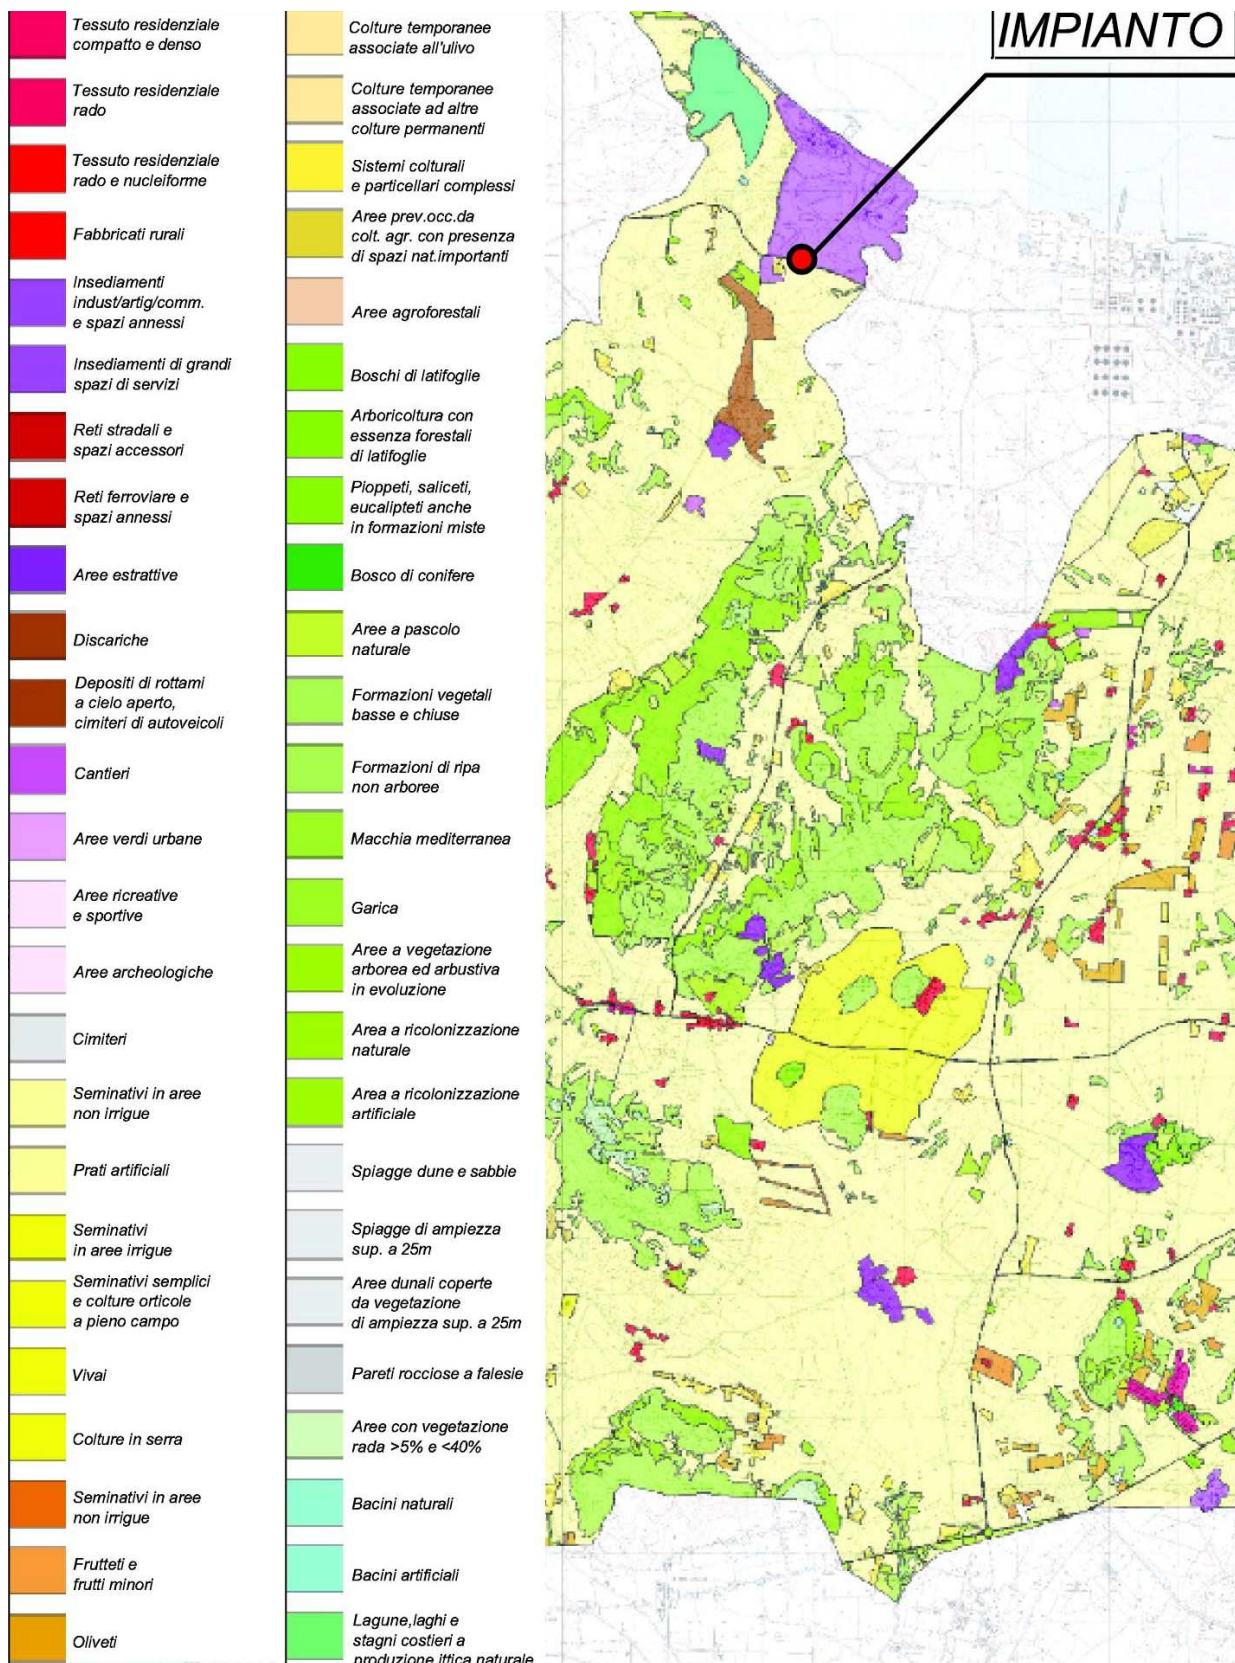 Tessuto residenziale
compatto e denso
Tessuto residenziale
rado
Tessuto residenziale
rado e nucleiforme
Fabbricati rurali
Insediamenti
indust/artig/comm.
e spazi annessi
Insediamenti di grandi
spazi di servizi
Reti stradali e
spazi accessori
Reti ferroviare e
spazi annessi
Aree estrattive
Discariche
Depositi di rottami
a cielo aperto,
cimiteri di autoveicoli
Cantieri
Aree verdi urbane
Aree ricreative
e sportive
Aree archeologiche
Cimiteri
Seminativi in aree
non irrigue
Prati artificiali
Seminativi
in aree irrigue
Seminativi semplici
e colture orticole
a pieno campo
Vivai
Colture in serra
Seminativi in aree
non irrigue
Frutteti e
frutti minori
Oliveti
Colture temporanee
associate all'ulivo
Colture temporanee
associate ad altre
colture permanenti
Sistemi colturali
e particellari complessi
Aree prev.occ.da
colt. agr. con presenza
di spazi nat.importanti
Aree agroforestali
Boschi di latifoglie
Arboricoltura con
essenza forestali
di latifoglie
Pioppeti, saliceti,
eucalipteti anche
in formazioni miste
Bosco di conifere
Aree a pascolo
naturale
Formazioni vegetali
basse e chiuse
Formazioni di ripa
non arboree
Macchia mediterranea
Garica
Aree a vegetazione
arborea ed arbustiva
in evoluzione
Area a ricolonizzazione
naturale
Area a ricolonizzazione
artificiale
Spiagge dune e sabbie
Spiagge di ampiezza
sup. a 25m
Aree dunali coperte
da vegetazione
di ampiezza sup. a 25m
Pareti rocciose a falesie
Aree con vegetazione
rada >5% e <40%
Bacini naturali
Bacini artificiali
Lagune,laghi e
stagni costieri a
produzione ittica naturale
IMPIANTO